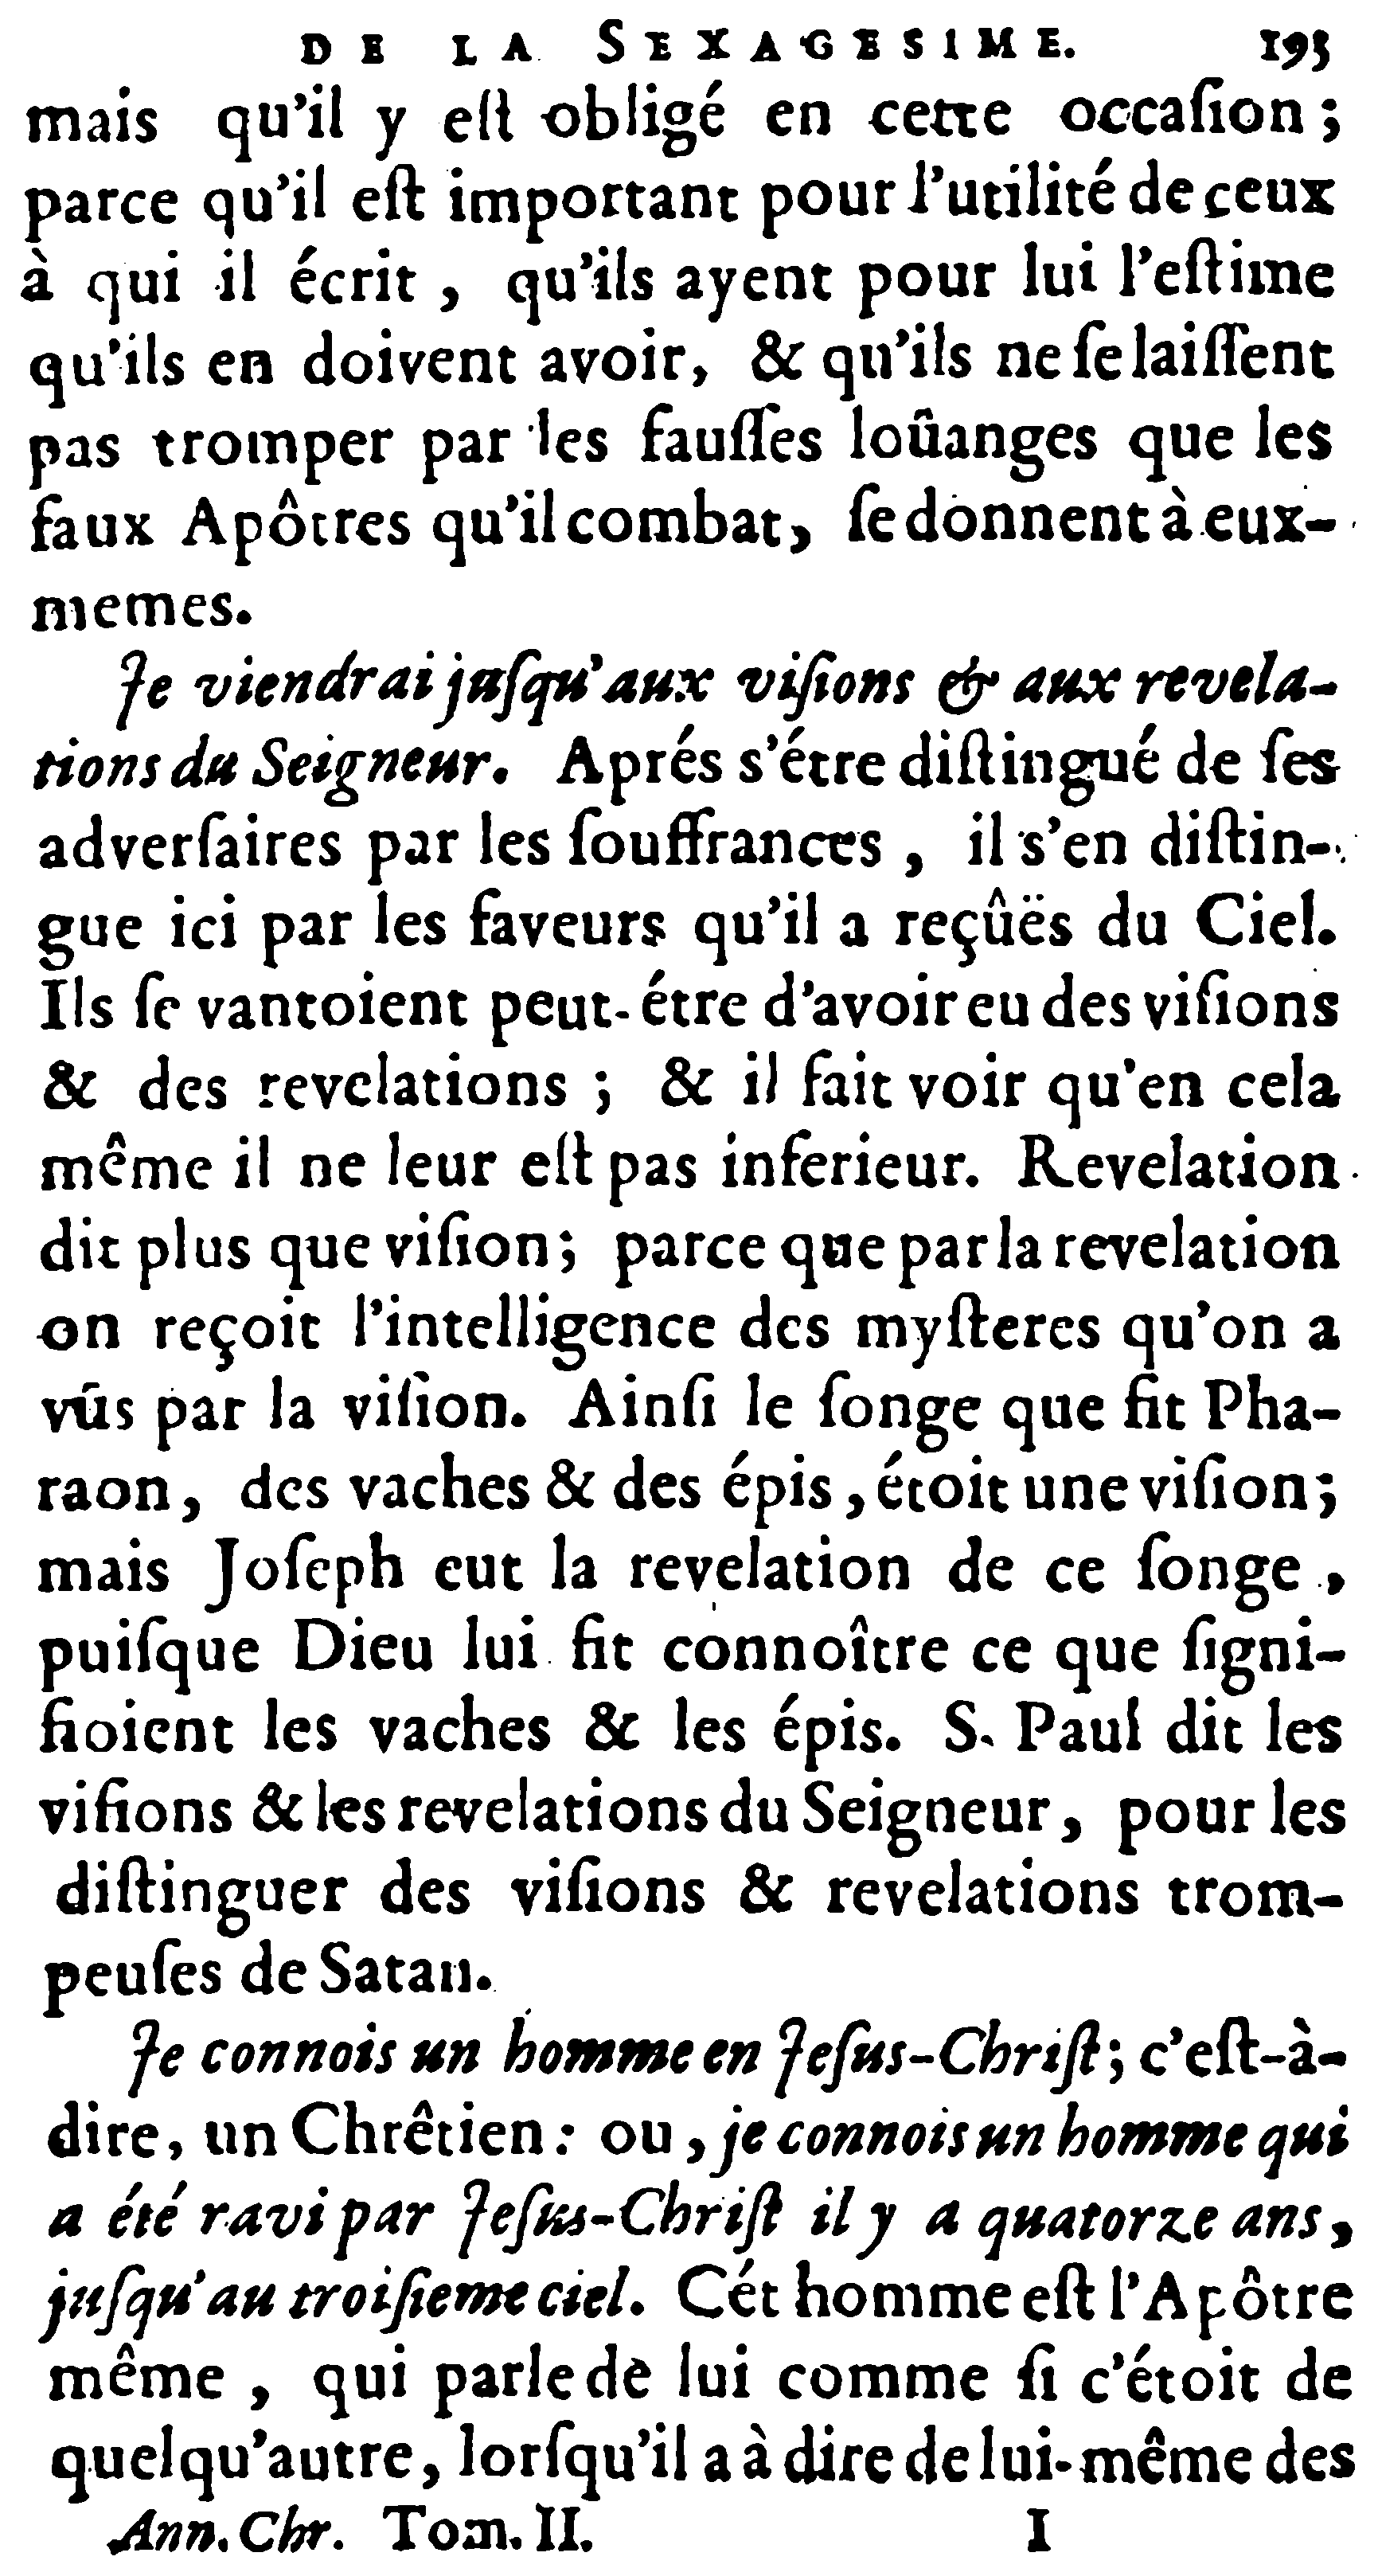 DE LA SEXAGESIME. 195
mais qu'il y eſt obligé en cette occaſion ;
parce qu'il eſt important pour l'utilité de ceux
à qui il écrit , qu'ils ayent pour lui l'eſtime
qu'ils en doivent avoir, & qu'ils ne ſe laiſſent
pas tromper par les fauſſes loûanges que les
faux Apôtres qu'il combat, ſe donnent à eux-
memes.
Je viendrai juſqu'aux viſions & aux revela-
tions du Seigneur. Aprés s'étre diſtingué de ſes
adverſaires par les ſouffrances , il s'en diſtin-
gue ici par les faveurs qu'il a reçûës du Ciel.
Ils ſe vantoient peut-étre d'avoir eu des viſions
& des revelations ; & il fait voir qu'en cela
même il ne leur eſt pas inferieur. Revelation
dit plus que viſion; parce que par la revelation
on reçoit l'intelligence des myſteres qu'on a
vûs par la viſion. Ainſi le ſonge que fit Pha-
raon, des vaches & des épis, étoit une viſion;
mais Joſeph eut la revelation de ce ſonge ,
puiſque Dieu lui fit connoître ce que ſigni-
fioient les vaches & les épis. S. Paul dit les
viſions & les revelations du Seigneur, pour les
diſtinguer des viſions & revelations trom-
peuſes de Satan.
Je connois un homme en Jeſus-Chriſt; c'eſt-à-
dire, un Chrêtien: ou, je connois un homme qui
a été ravi par Jeſus-Chriſt il y a quatorze ans,
juſqu'au troiſieme ciel. Cét homme eſt l'Apôtre
même , qui parle de lui comme ſi c'étoit de
quelqu'autre, lorſqu'il a à dire de lui-même des
Ann. Chr. Tom. II. I